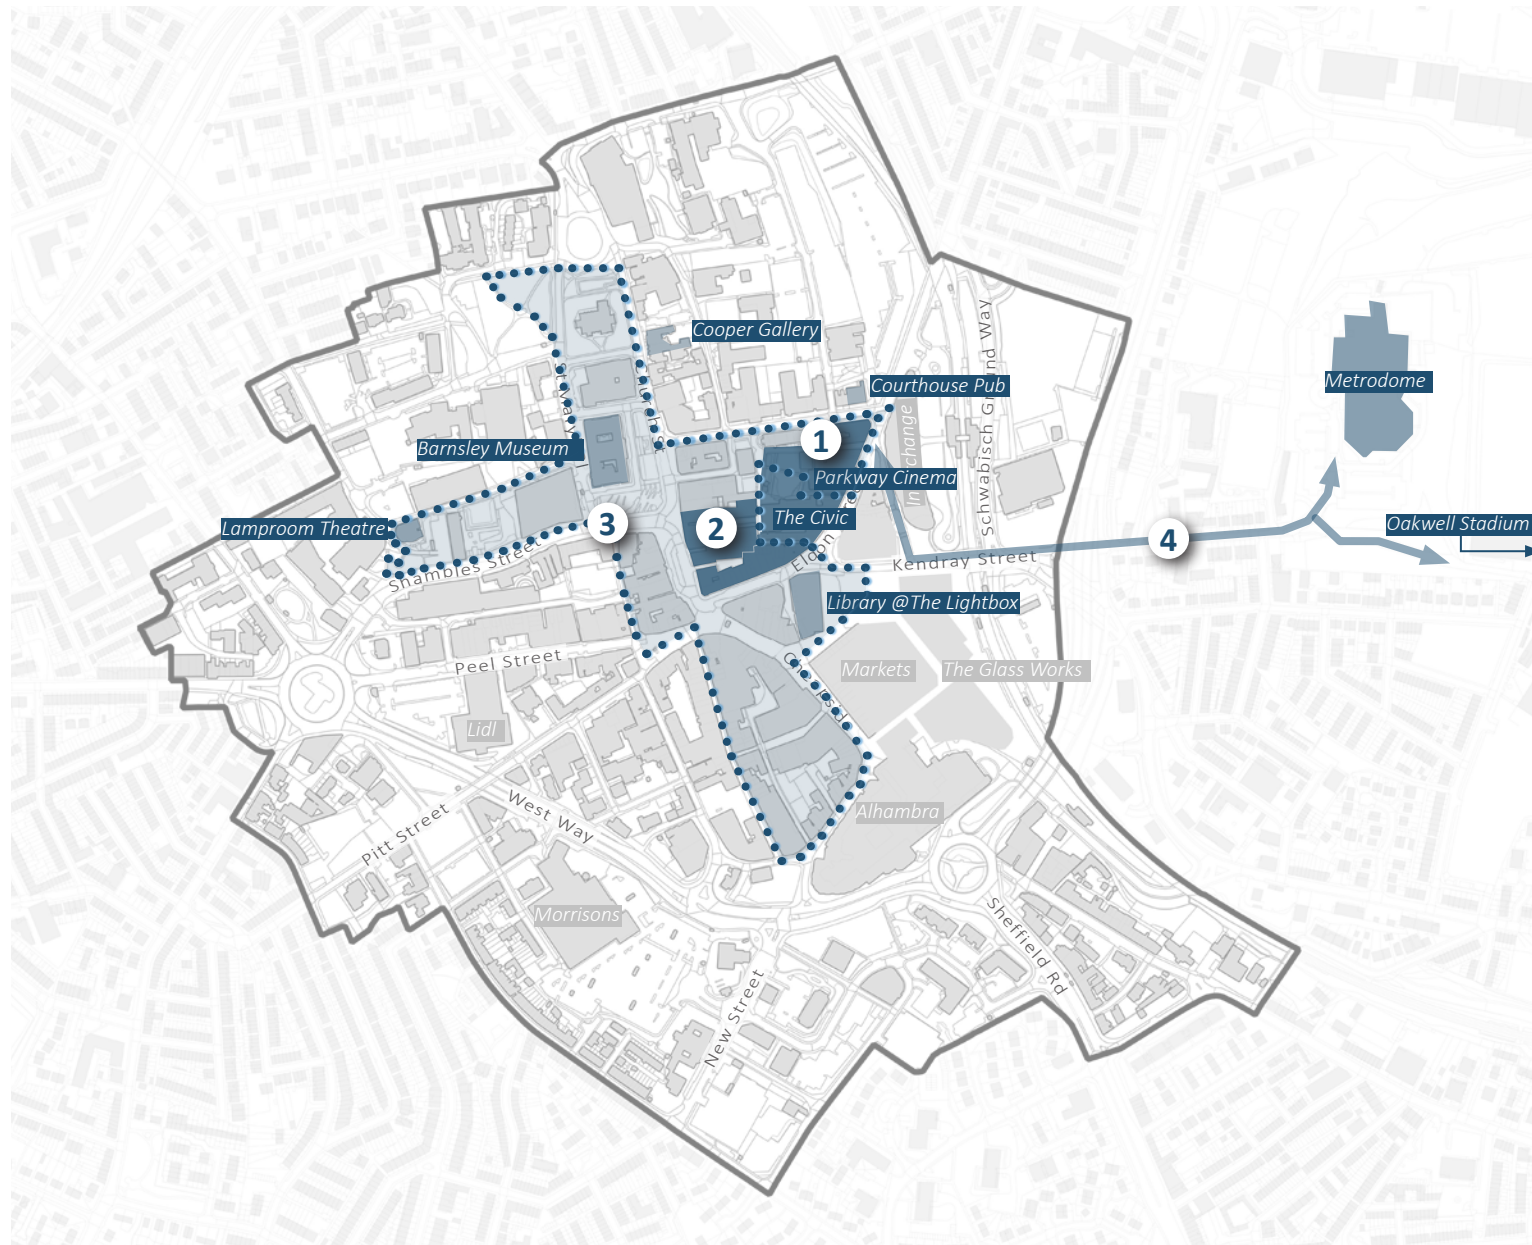 Cooper Gallery
Courthouse Pub
Metrodome
Barnsley Museum
1
Parkway Cinema
Schwabisch Gmund Way
Lamproom Theatre
3
2
The Civic
4
Oakwell Stadium
Shambles Street
Eldon
Kendray Street
Library @The Lightbox
Peel Street
Markets
The Glass Works
Lidl
West Way
Alhambra
Pitt Street
Morrisons
Sheffield Rd
New Street